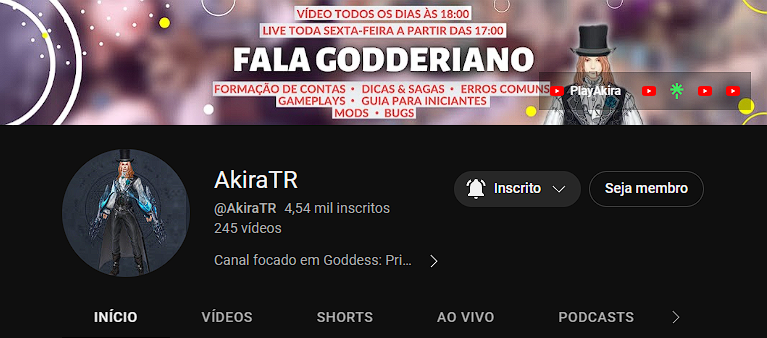 VÍDEO TODOS OS DIAS ÀS 18:00
LIVE TODA SEXTA-FEIRA A PARTIR DAS 17:00
FALA GODDERIANO
FORMAÇÃO DE CONTAS • DICAS & SAGAS • ERROS COMUNS
GAMEPLAYS • GUIA PARA INICIANTES
MODS • BUGS
PlayAkira
AkiraTR
@AkiraTR 4,54 mil inscritos
245 vídeos
Canal focado em Goddess: Pri...
Inscrito
Seja membro
INÍCIO VÍDEOS SHORTS AO VIVO PODCASTS